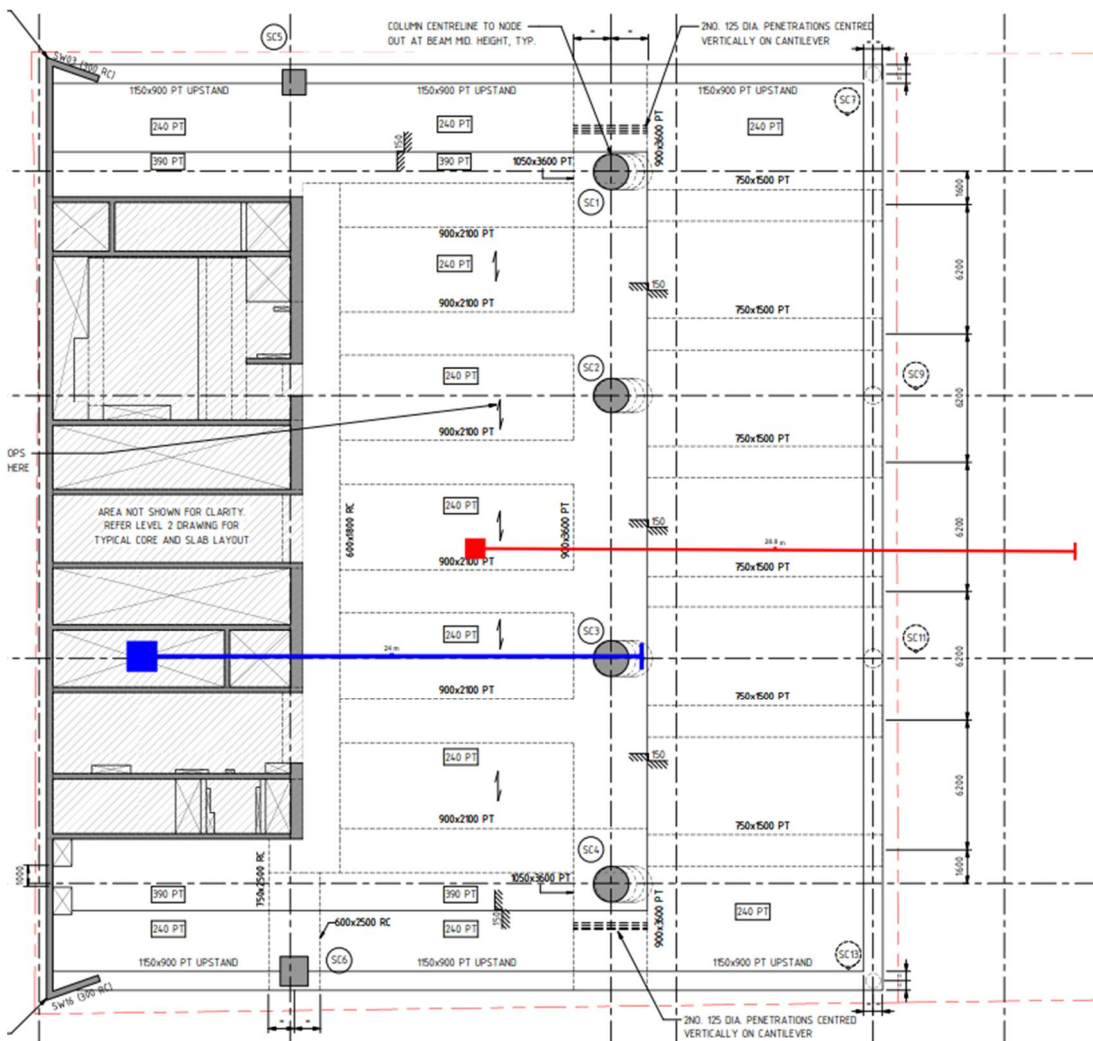 SC5
COLUMN CENTRELINE TO NODE
OUT AT BEAM MID. HEIGHT, TYP.
2NO. 125 DIA. PENETRATIONS CENTRED
VERTICALLY ON CANTILEVER
SW03 (300 RC)
1150x900 PT UPSTAND
1150x900 PT UPSTAND
1150x900 PT UPSTAND
SC7
240 PT
240 PT
240 PT
150
900x3600 PT
390 PT
390 PT
1050x3600 PT
750x1500 PT
1600
SC1
900x2100 PT
240 PT
6200
150
900x2100 PT
750x1500 PT
SC2
SC9
240 PT
6200
900x2100 PT
750x1500 PT
OPS
HERE
AREA NOT SHOWN FOR CLARITY.
REFER LEVEL 2 DRAWING FOR
TYPICAL CORE AND SLAB LAYOUT
600x1800 RC
240 PT
900x3600 PT
150
6200
28.8 m
900x2100 PT
750x1500 PT
SC3
SC11
240 PT
24 m
6200
900x2100 PT
750x1500 PT
240 PT
150
6200
900x2100 PT
750x1500 PT
SC4
1000
750x2500 RC
1050x3600 PT
1600
390 PT
390 PT
150
900x3600 PT
240 PT
240 PT
240 PT
600x2500 RC
1150x900 PT UPSTAND
SC6
1150x900 PT UPSTAND
1150x900 PT UPSTAND
SC13
SW16 (300 RC)
2NO. 125 DIA. PENETRATIONS CENTRED
VERTICALLY ON CANTILEVER